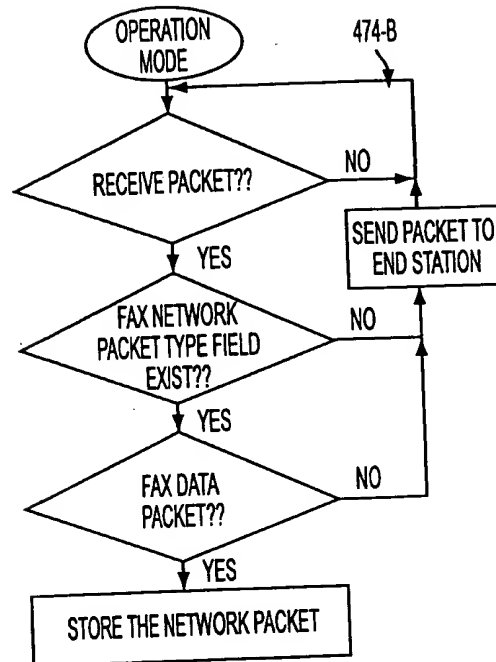 OPERATION
MODE
474-B
RECEIVE PACKET??
NO
YES
SEND PACKET TO
END STATION
FAX NETWORK
PACKET TYPE FIELD
EXIST??
NO
YES
FAX DATA
PACKET??
NO
YES
STORE THE NETWORK PACKET